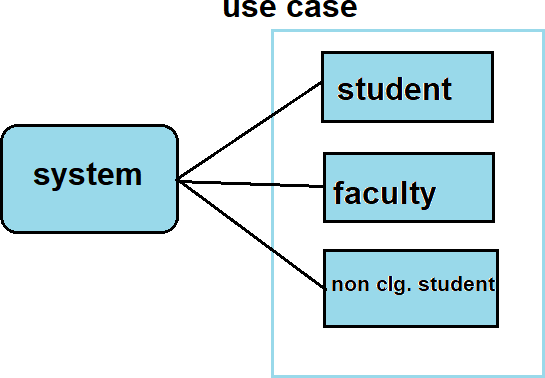 use case
student
system
faculty
non clg. student